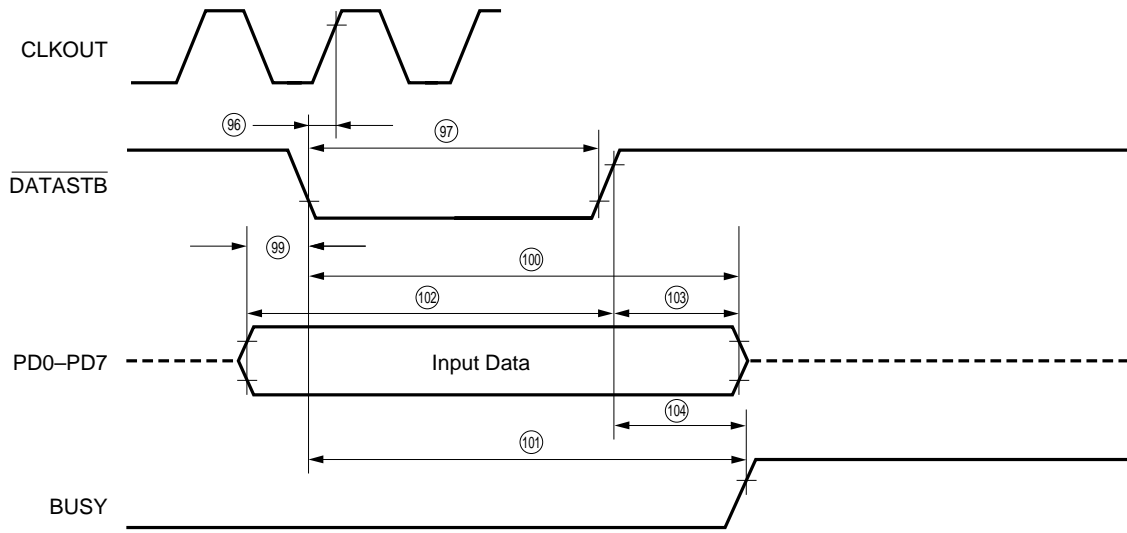 CLKOUT
96
97
DATASTB
99
100
102
103
PD0–PD7
Input Data
104
101
BUSY